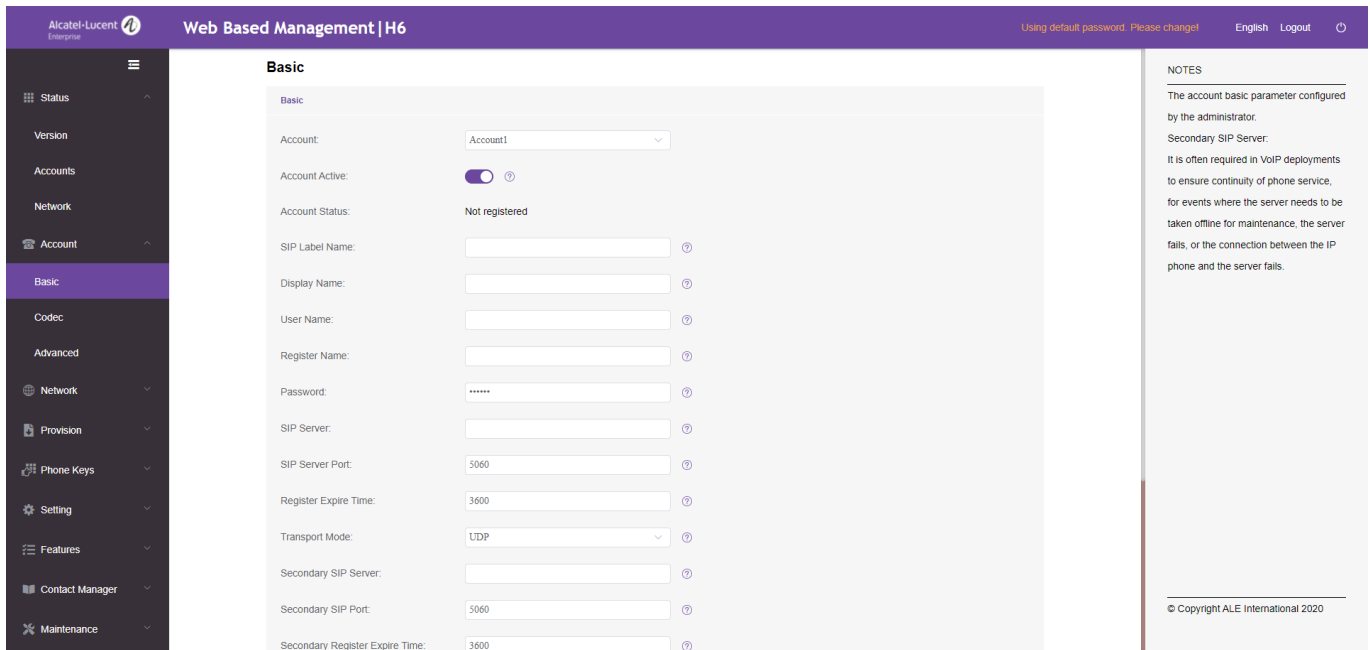 Alcatel·Lucent
Enterprise
Web Based Management|H6
Using default password. Please change!
English Logout
Status
Version
Accounts
Network
Account
Basic
Codec
Advanced
Network
Provision
Phone Keys
Setting
Features
Contact Manager
Maintenance
Basic
Basic
Account: Account1
Account Active:
Account Status: Not registered
SIP Label Name:
Display Name:
User Name:
Register Name:
Password: ••••••
SIP Server:
SIP Server Port: 5060
Register Expire Time: 3600
Transport Mode: UDP
Secondary SIP Server:
Secondary SIP Port: 5060
Secondary Register Expire Time: 3600
NOTES
The account basic parameter configured
by the administrator.
Secondary SIP Server:
It is often required in VoIP deployments
to ensure continuity of phone service,
for events where the server needs to be
taken offline for maintenance, the server
fails, or the connection between the IP
phone and the server fails.
© Copyright ALE International 2020